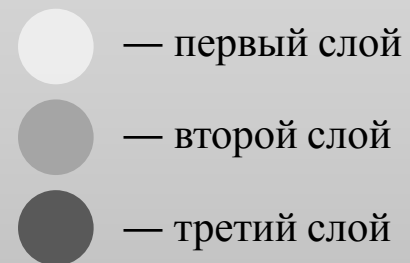 — первый слой
— второй слой
— третий слой